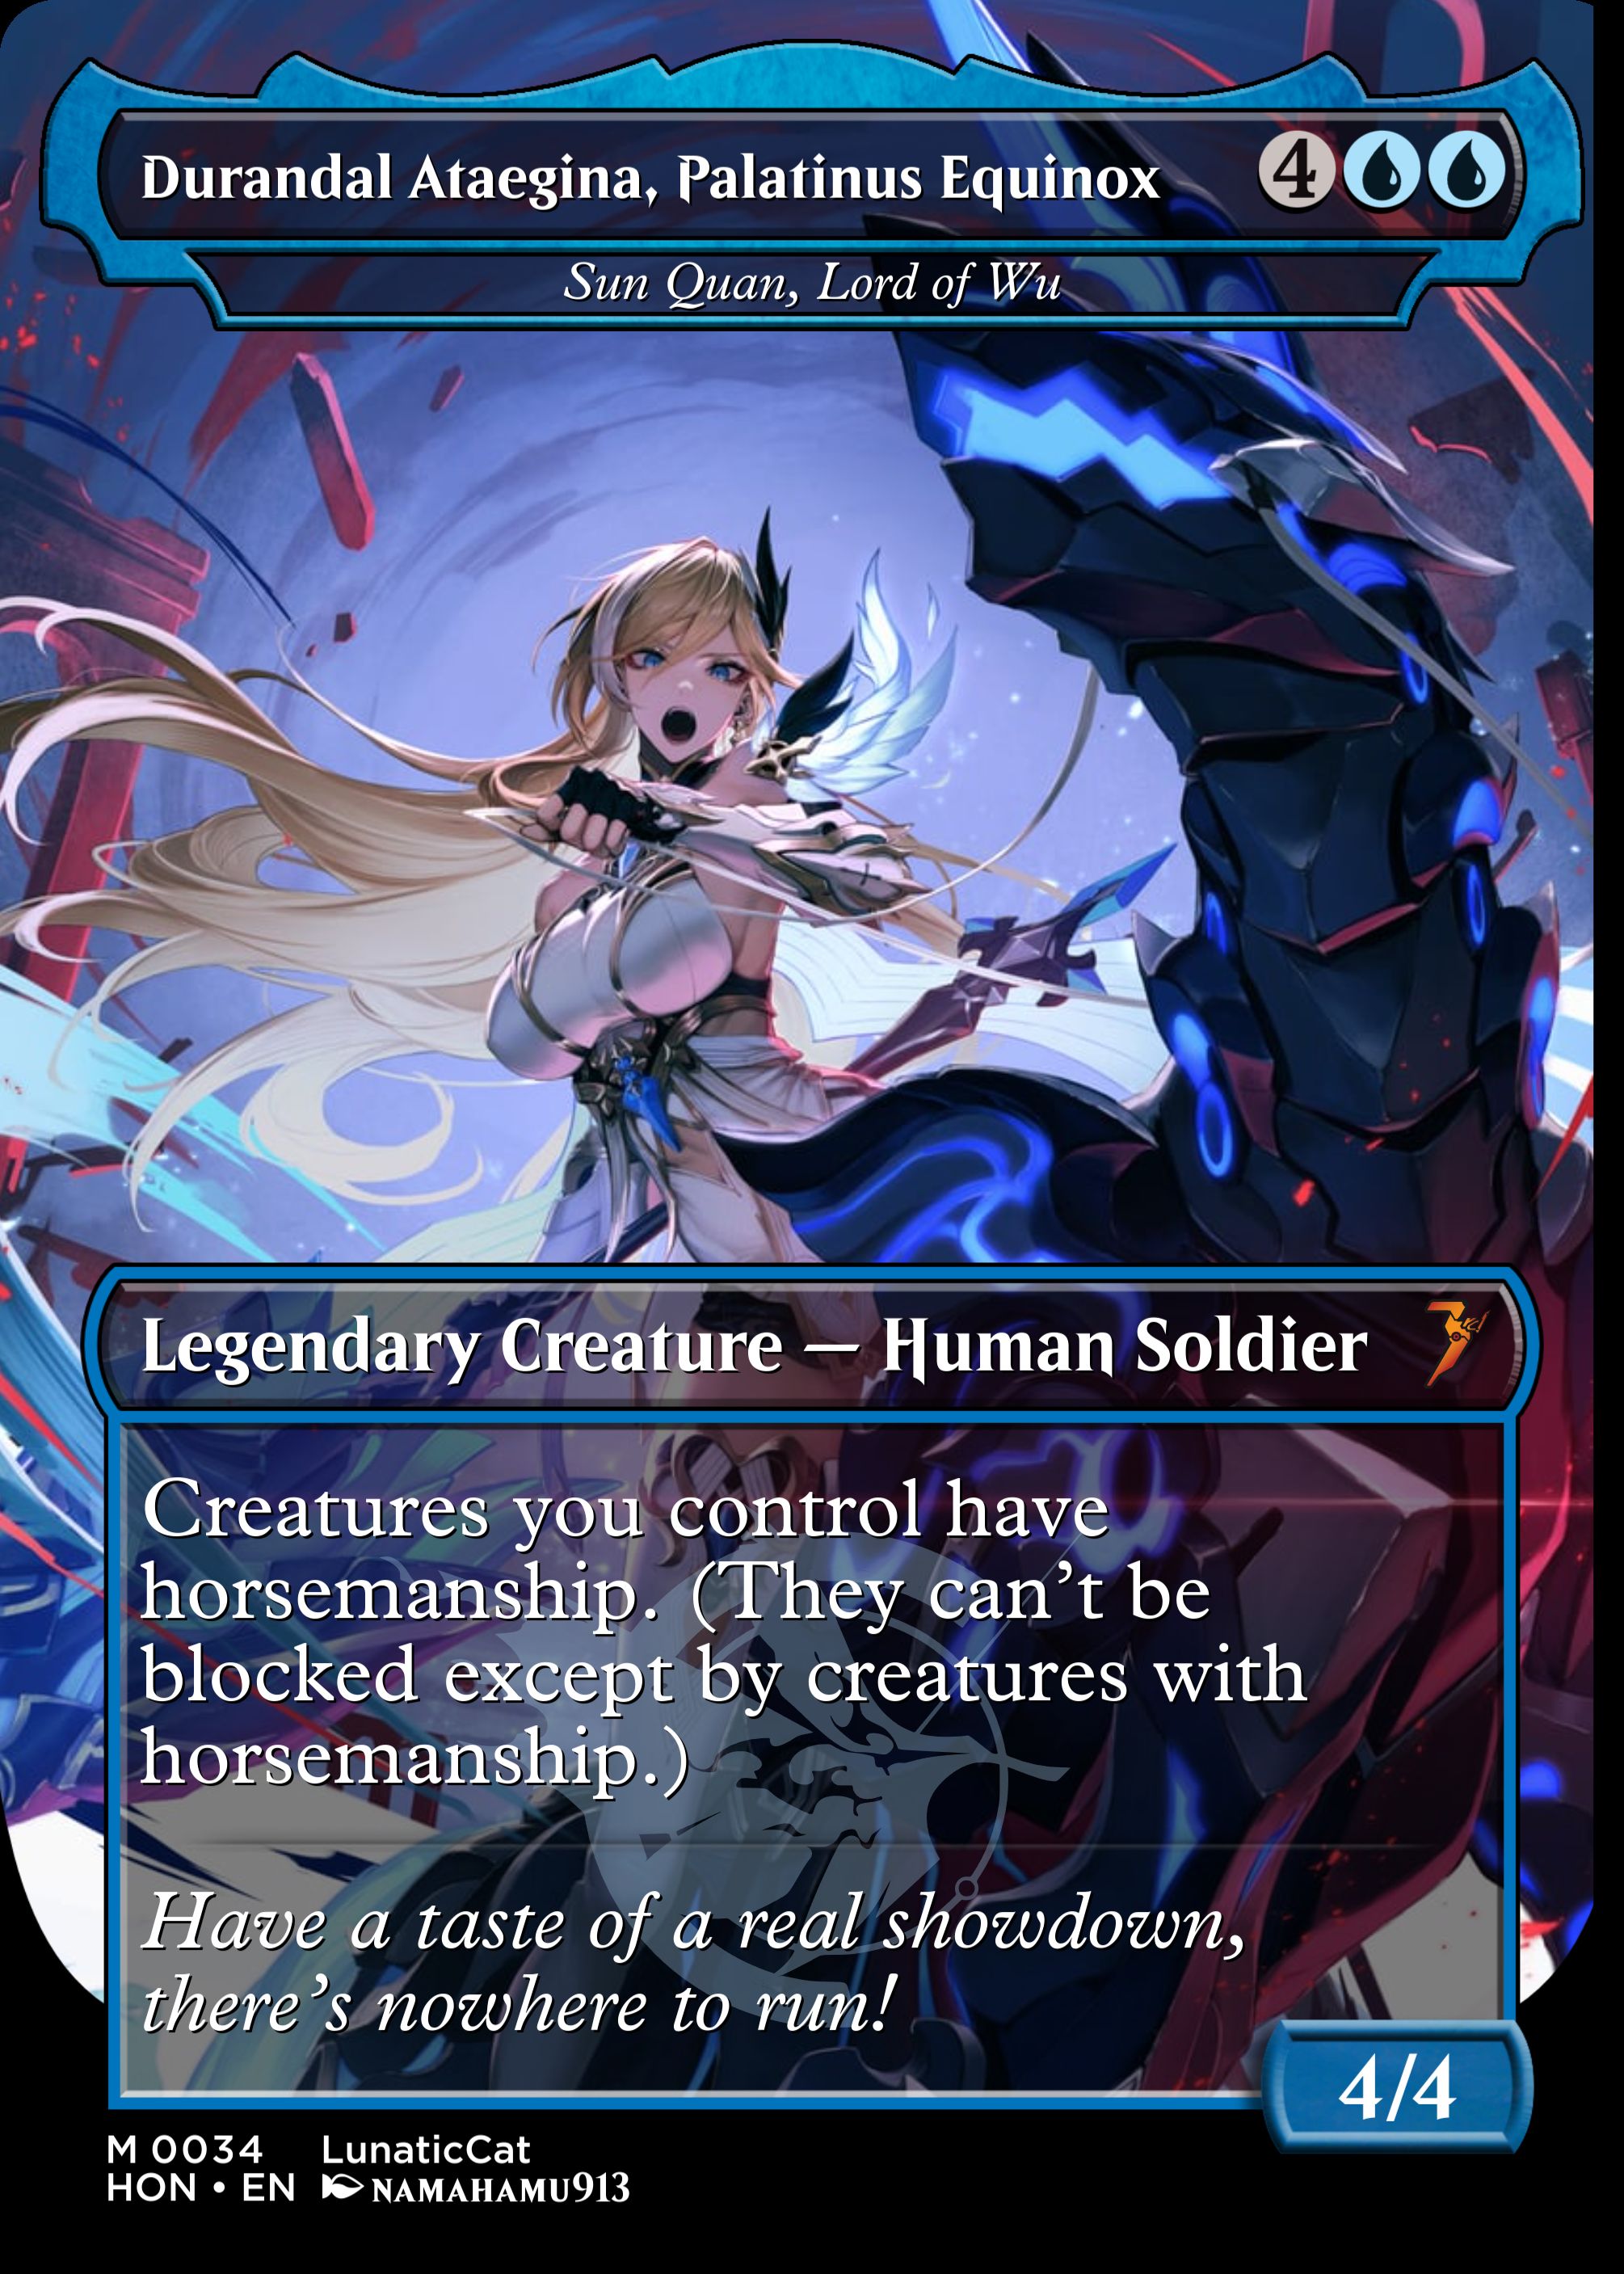 Durandal Ataegina, Palatinus Equinox 4
Sun Quan, Lord of Wu
Legendary Creature — Human Soldier 3rd
Creatures you control have
horsemanship. (They can't be
blocked except by creatures with
horsemanship.)
Have a taste of a real showdown,
there's nowhere to run!
4/4
M 0034 LunaticCat
HON • EN NAMAHAMU913